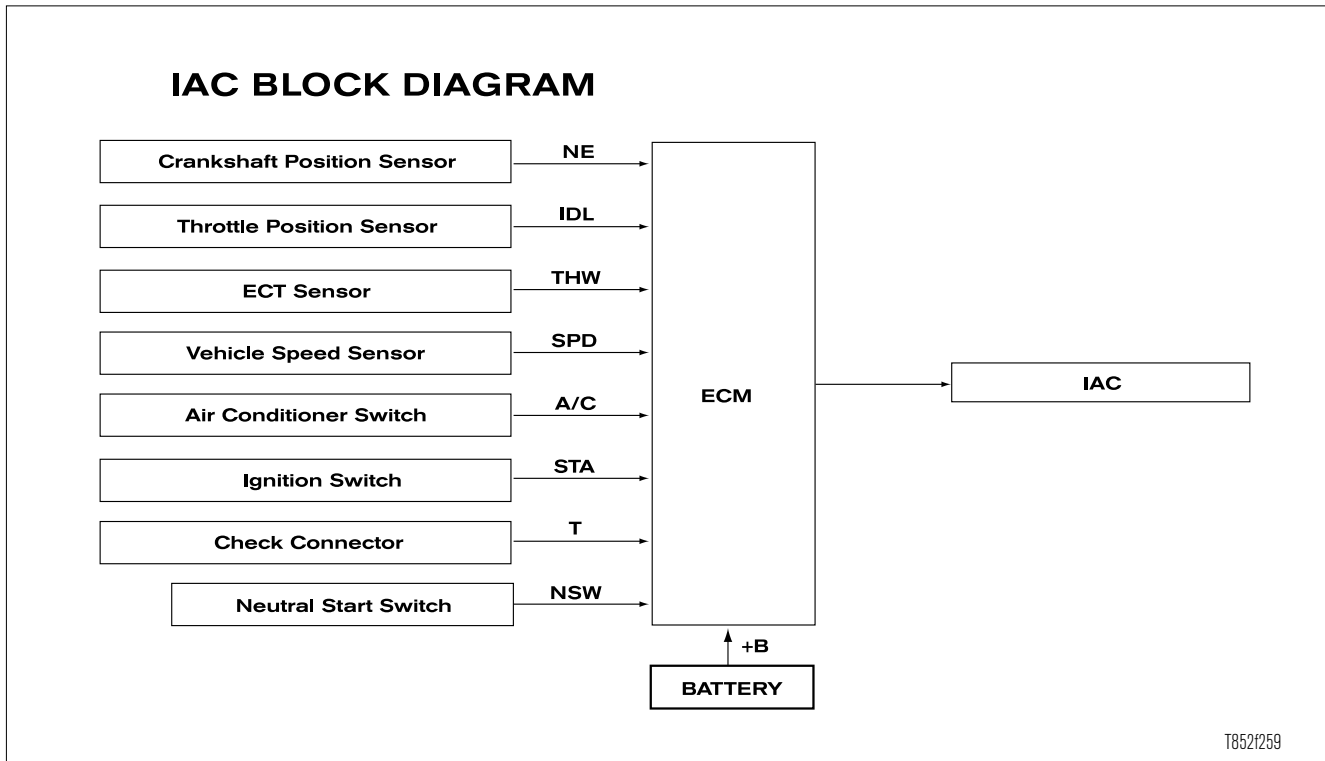 IAC BLOCK DIAGRAM
Crankshaft Position Sensor
NE
Throttle Position Sensor
IDL
ECT Sensor
THW
Vehicle Speed Sensor
SPD
Air Conditioner Switch
A/C
Ignition Switch
STA
Check Connector
T
Neutral Start Switch
NSW
ECM
IAC
+B
BATTERY
T852f259